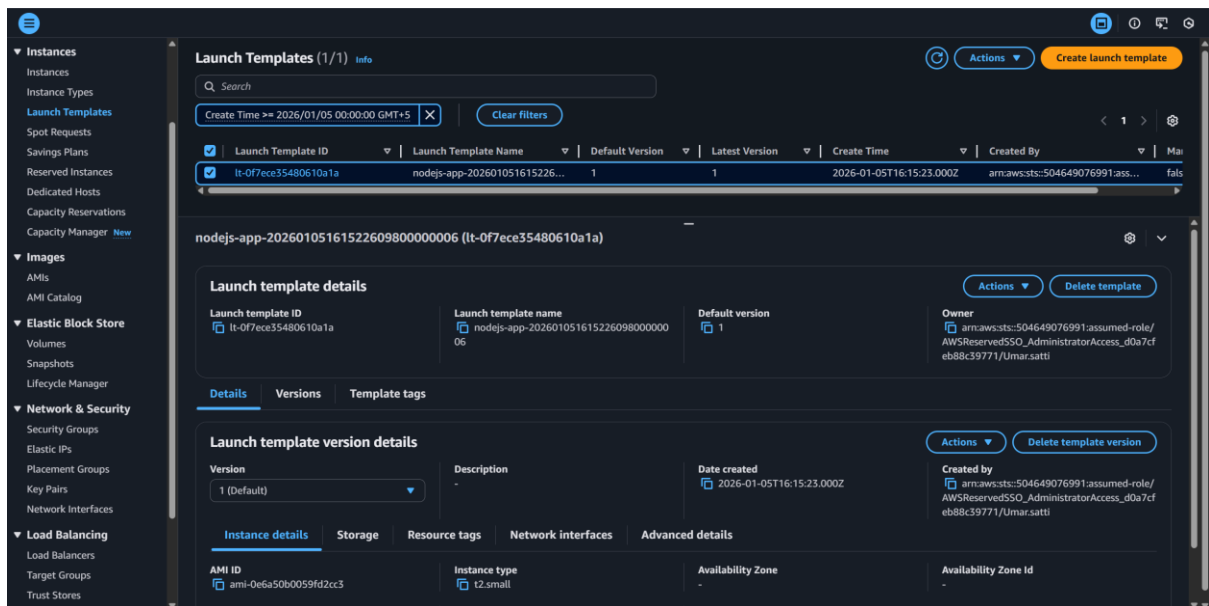 Instances
Instances
Instance Types
Launch Templates
Spot Requests
Savings Plans
Reserved Instances
Dedicated Hosts
Capacity Reservations
Capacity Manager New
Images
AMIs
AMI Catalog
Elastic Block Store
Volumes
Snapshots
Lifecycle Manager
Network & Security
Security Groups
Elastic IPs
Placement Groups
Key Pairs
Network Interfaces
Load Balancing
Load Balancers
Target Groups
Trust Stores
Launch Templates (1/1) Info
Actions
Create launch template
Search
Create Time >= 2026/01/05 00:00:00 GMT+5
Clear filters
1
Launch Template ID Launch Template Name Default Version Latest Version Create Time Created By Mai
lt-0f7ece35480610a1a nodejs-app-202601051615226... 1 1 2026-01-05T16:15:23.000Z arn:aws:sts::504649076991:ass... fals
nodejs-app-20260105161522609800000006 (lt-0f7ece35480610a1a)
Launch template details
Actions
Delete template
Launch template ID
lt-0f7ece35480610a1a
Launch template name
nodejs-app-202601051615226098000000
06
Default version
1
Owner
arn:aws:sts::504649076991:assumed-role/
AWSReservedSSO_AdministratorAccess_d0a7cf
eb88c39771/Umar.satti
Details Versions Template tags
Launch template version details
Actions
Delete template version
Version
1 (Default)
Description
-
Date created
2026-01-05T16:15:23.000Z
Created by
arn:aws:sts::504649076991:assumed-role/
AWSReservedSSO_AdministratorAccess_d0a7cf
eb88c39771/Umar.satti
Instance details Storage Resource tags Network interfaces Advanced details
AMI ID
ami-0e6a50b0059fd2cc3
Instance type
t2.small
Availability Zone
-
Availability Zone Id
-